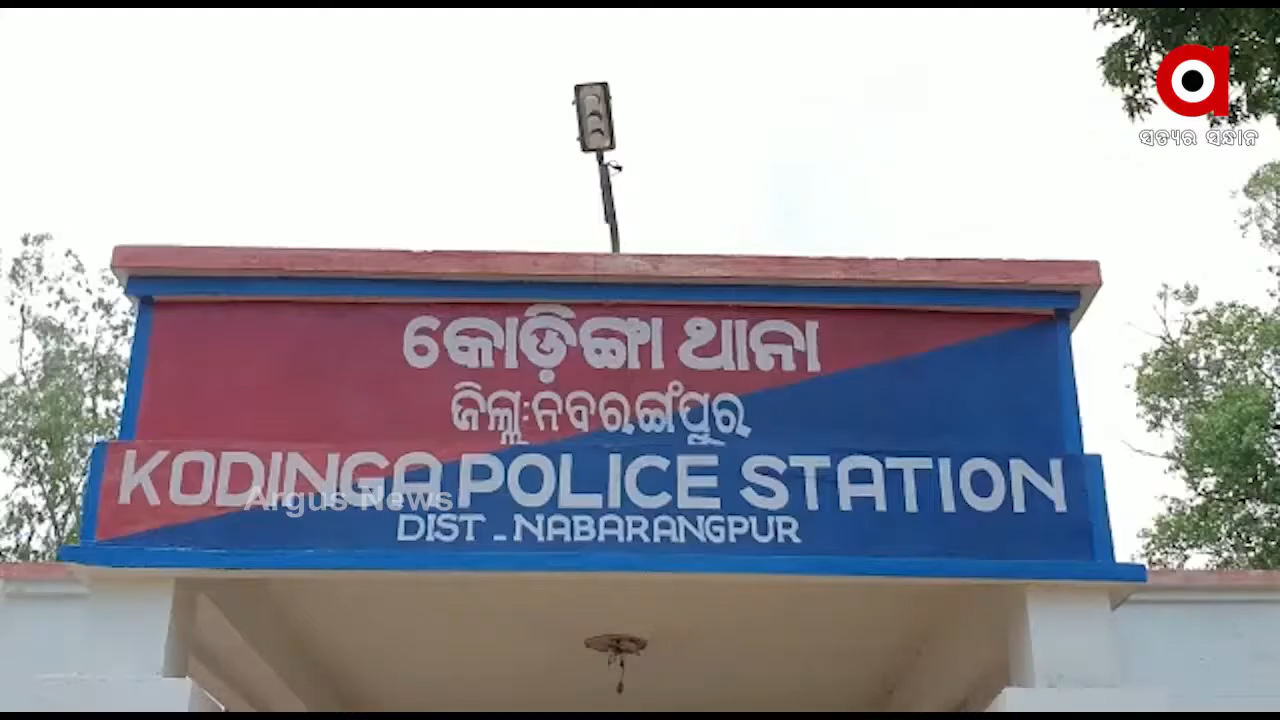 ସତ୍ୟର ସନ୍ଧାନ
କୋଡ଼ିଙ୍ଗା ଥାନା
ଜିଲ୍ଲା:ନବରଙ୍ଗପୁର
KODINGA POLICE STATION
Argus News
DIST - NABARANGPUR